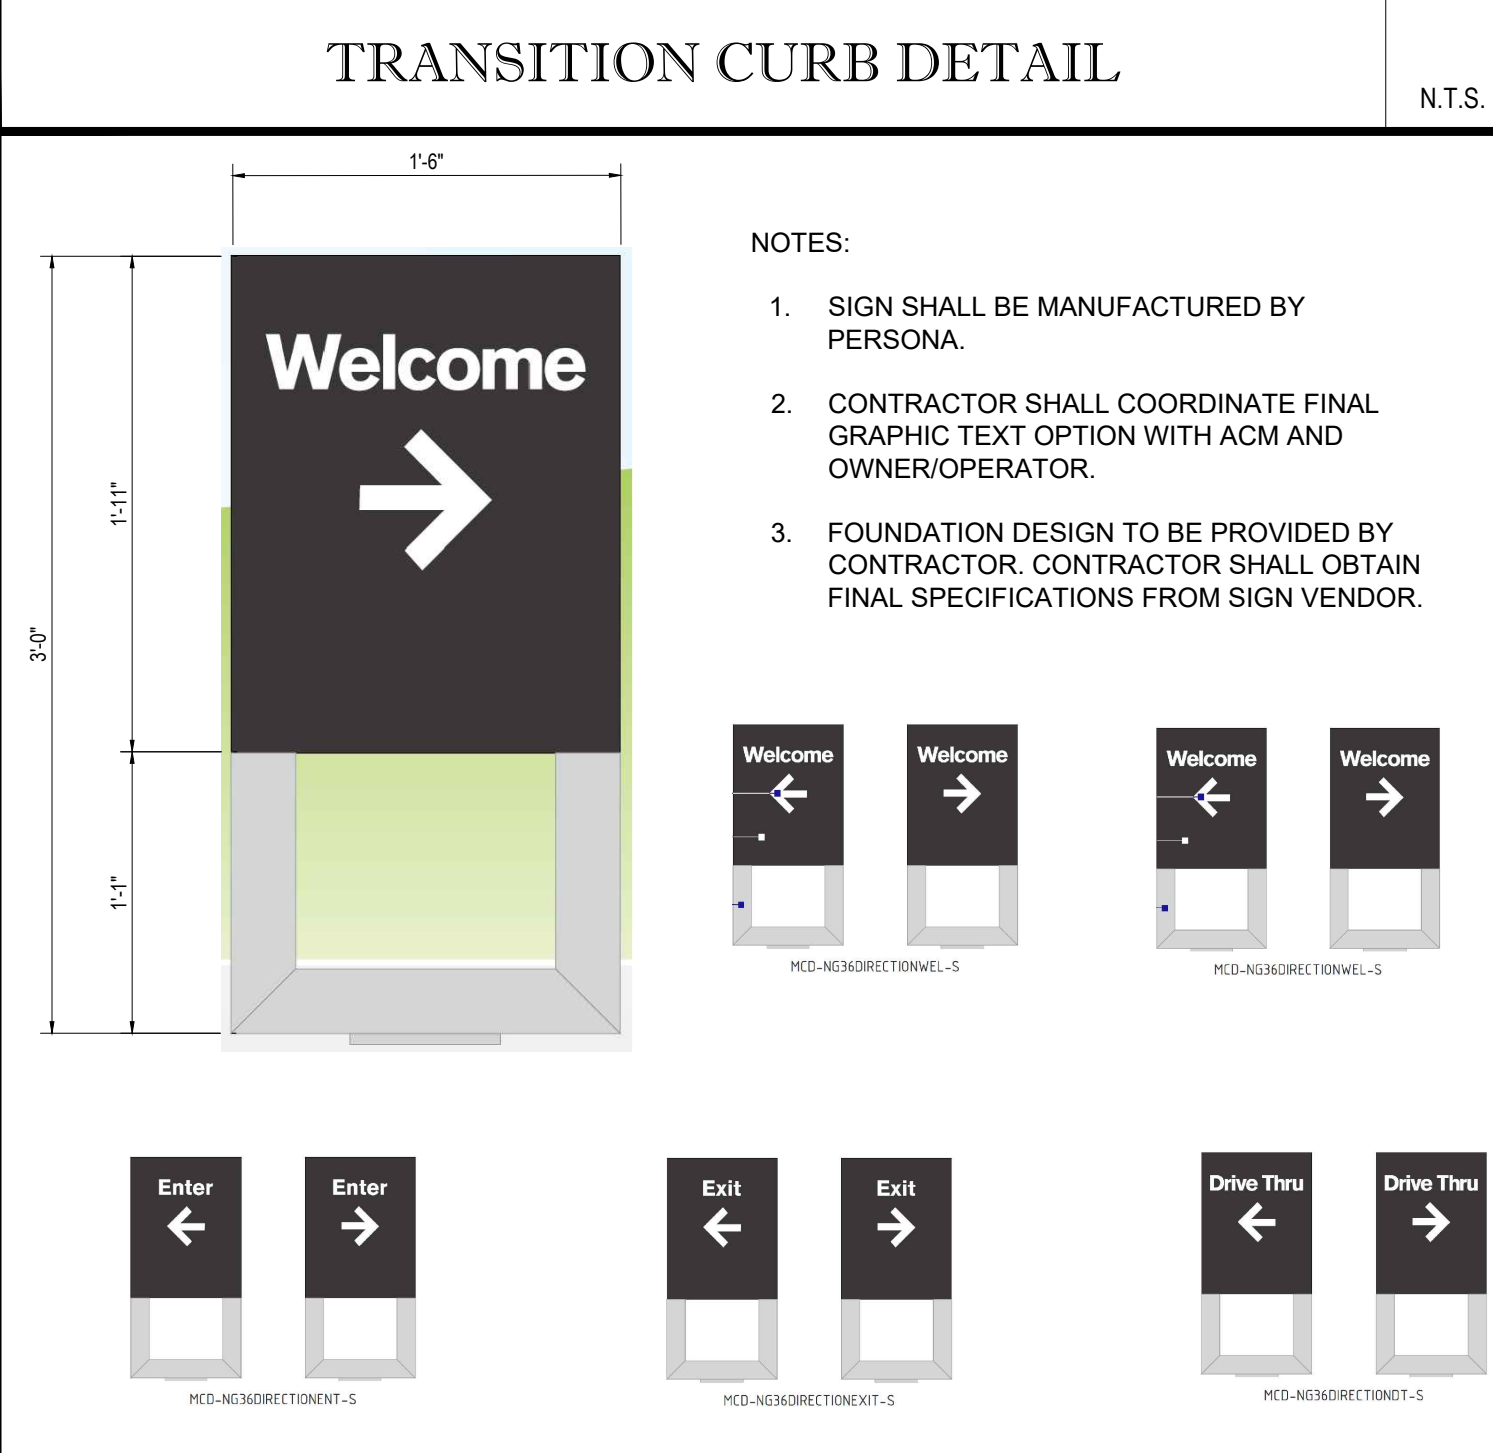 TRANSITION CURB DETAIL
N.T.S.
1'-6"
3'-0"
1'-11"
1'-1"
Welcome
NOTES:
1. SIGN SHALL BE MANUFACTURED BY
PERSONA.
2. CONTRACTOR SHALL COORDINATE FINAL
GRAPHIC TEXT OPTION WITH ACM AND
OWNER/OPERATOR.
3. FOUNDATION DESIGN TO BE PROVIDED BY
CONTRACTOR. CONTRACTOR SHALL OBTAIN
FINAL SPECIFICATIONS FROM SIGN VENDOR.
Welcome
Welcome
MCD-NG36DIRECTIONWEL-S
Welcome
Welcome
MCD-NG36DIRECTIONWEL-S
Enter
Enter
MCD-NG36DIRECTIONENT-S
Exit
Exit
MCD-NG36DIRECTIONEXIT-S
Drive Thru
Drive Thru
MCD-NG36DIRECTIONDT-S